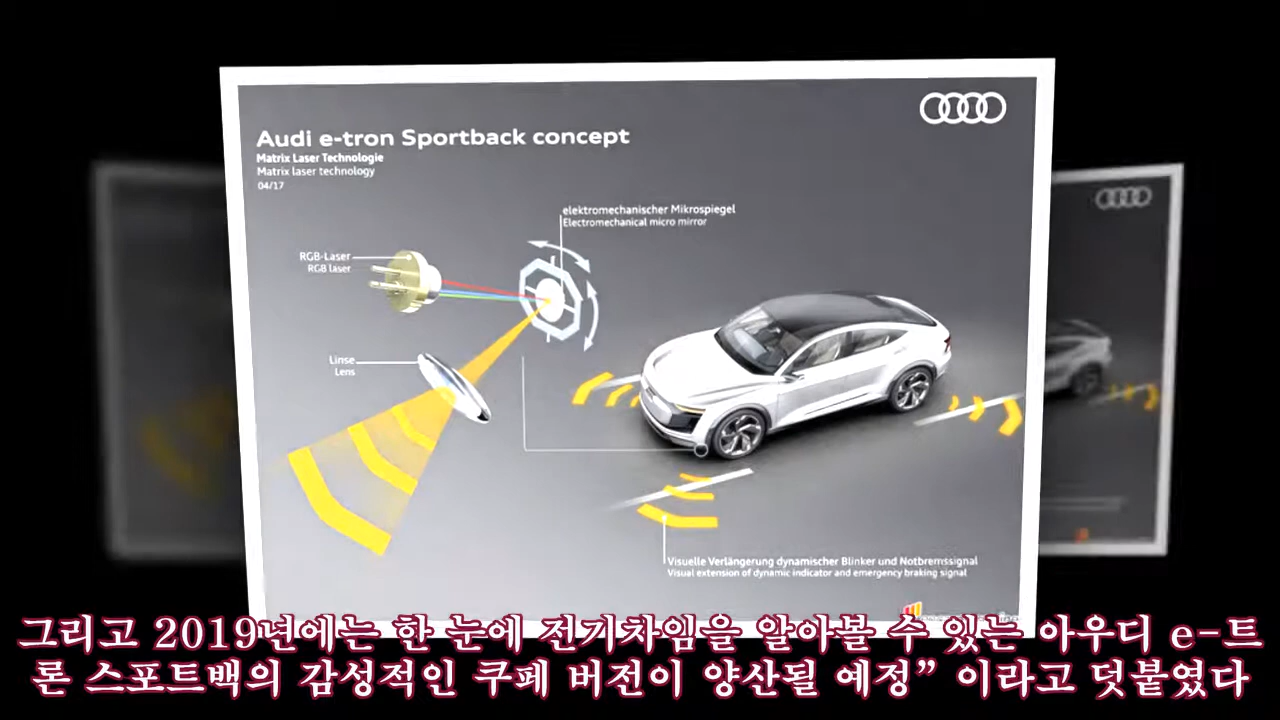 Audi e-tron Sportback concept
Matrix Laser Technologie
Matrix laser technology
04/17
elektromechanischer Mikrospiegel
Electromechanical micro mirror
RGB-Laser
RGB laser
Linse
Lens
Visuelle Verlängerung dynamischer Blinker und Notbremssignal
Visual extension of dynamic indicator and emergency braking signal
그리고 2019년에는 한 눈에 전기차임을 알아볼 수 있는 아우디 e-트
론 스포트백의 감성적인 쿠페 버전이 양산될 예정” 이라고 덧붙였다